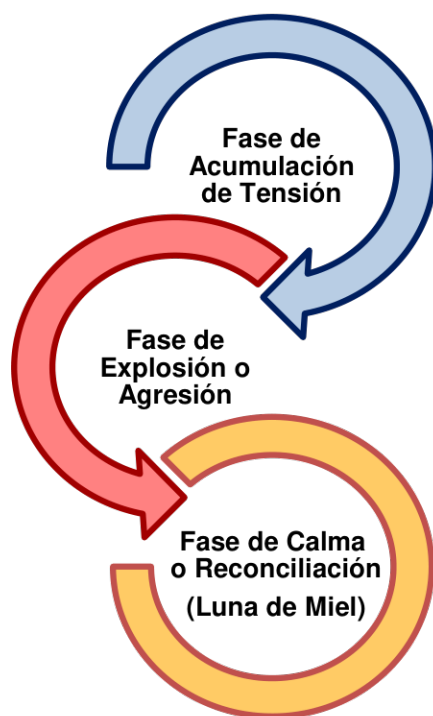 Fase de
Acumulación
de Tensión
Fase de
Explosión o
Agresión
Fase de Calma
o Reconciliación
(Luna de Miel)